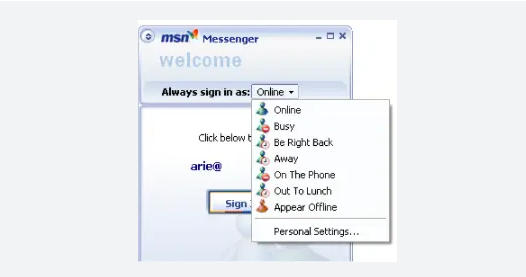 msn Messenger
welcome
Always sign in as: Online
Online
Busy
Be Right Back
Away
On The Phone
Out To Lunch
Appear Offline
Personal Settings...
Click below
arie@
Sign